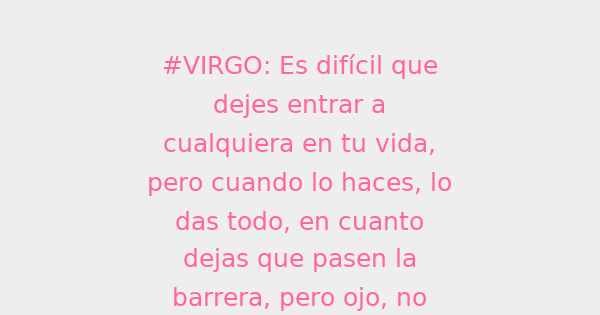 #VIRGO: Es difícil que
dejes entrar a
cualquiera en tu vida,
pero cuando lo haces, lo
das todo, en cuanto
dejas que pasen la
barrera, pero ojo, no